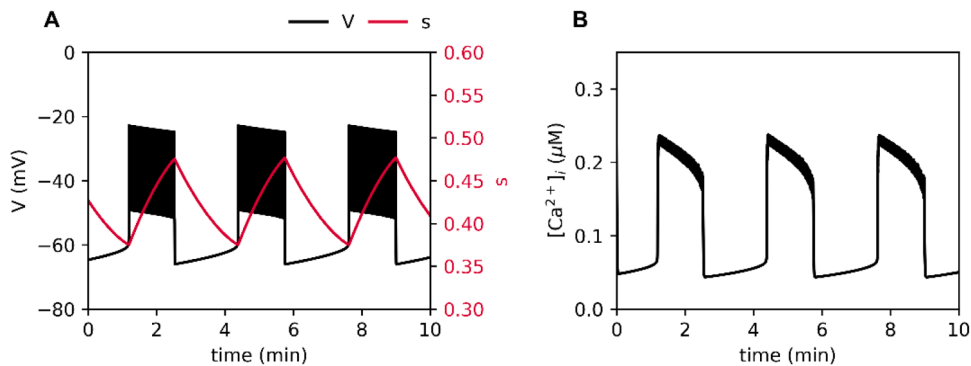 A
V s
B
0
−20
−40
−60
−80
V (mV)
0.60
0.55
0.50
0.45
0.40
0.35
0.30
s
0 2 4 6 8 10
time (min)
0.3
0.2
0.1
0.0
[Ca²⁺]ᵢ (μM)
0 2 4 6 8 10
time (min)